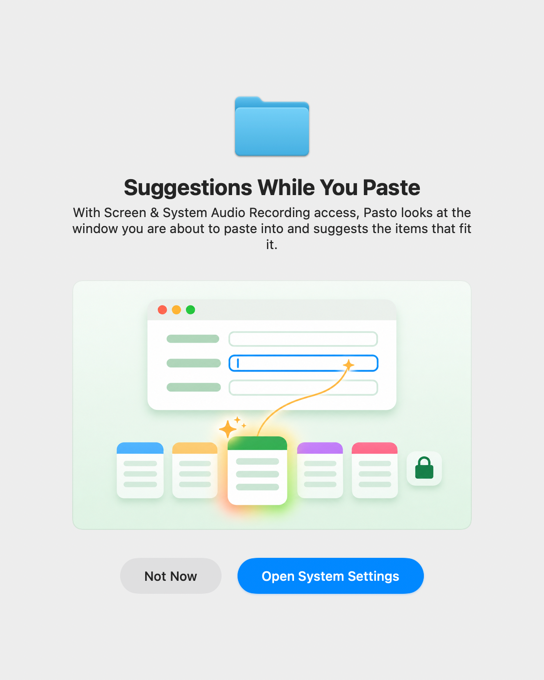 Suggestions While You Paste
With Screen & System Audio Recording access, Pasto looks at the
window you are about to paste into and suggests the items that fit
it.
Not Now
Open System Settings